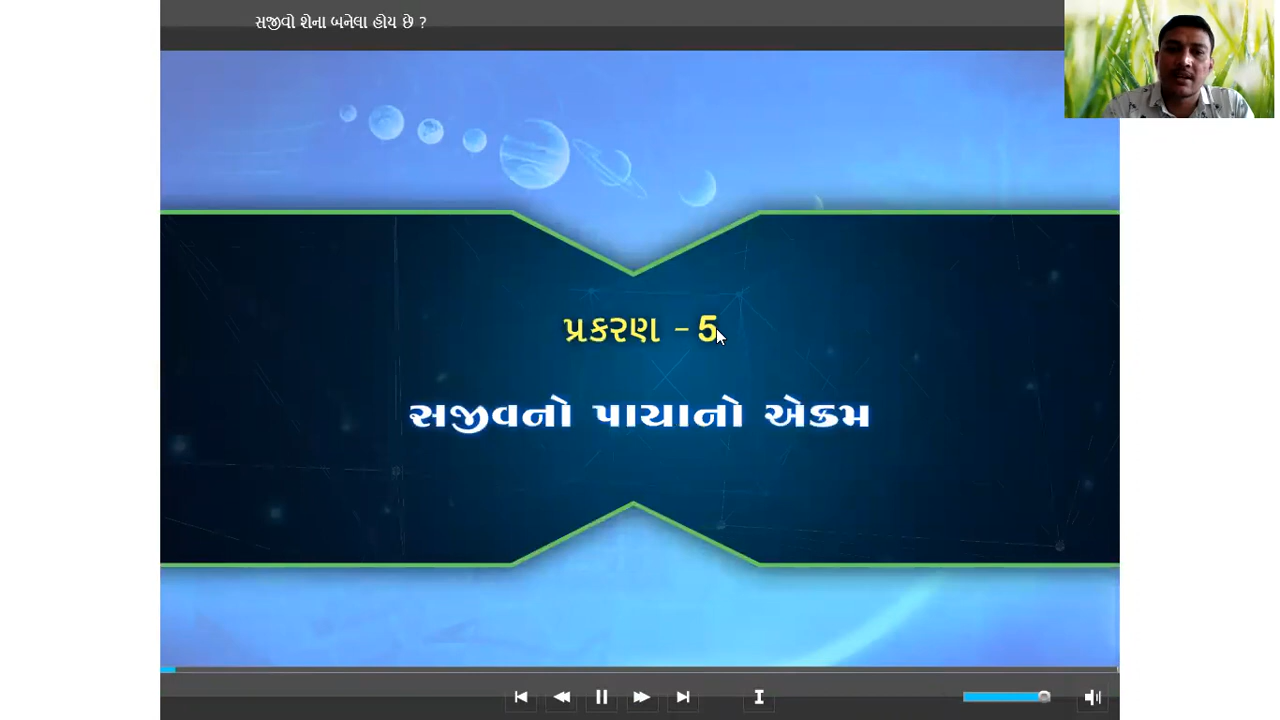 સજીવો શેના બનેલા હોય છે ?
પ્રકરણ - 5
સજીવનો પાયાનો એકમ